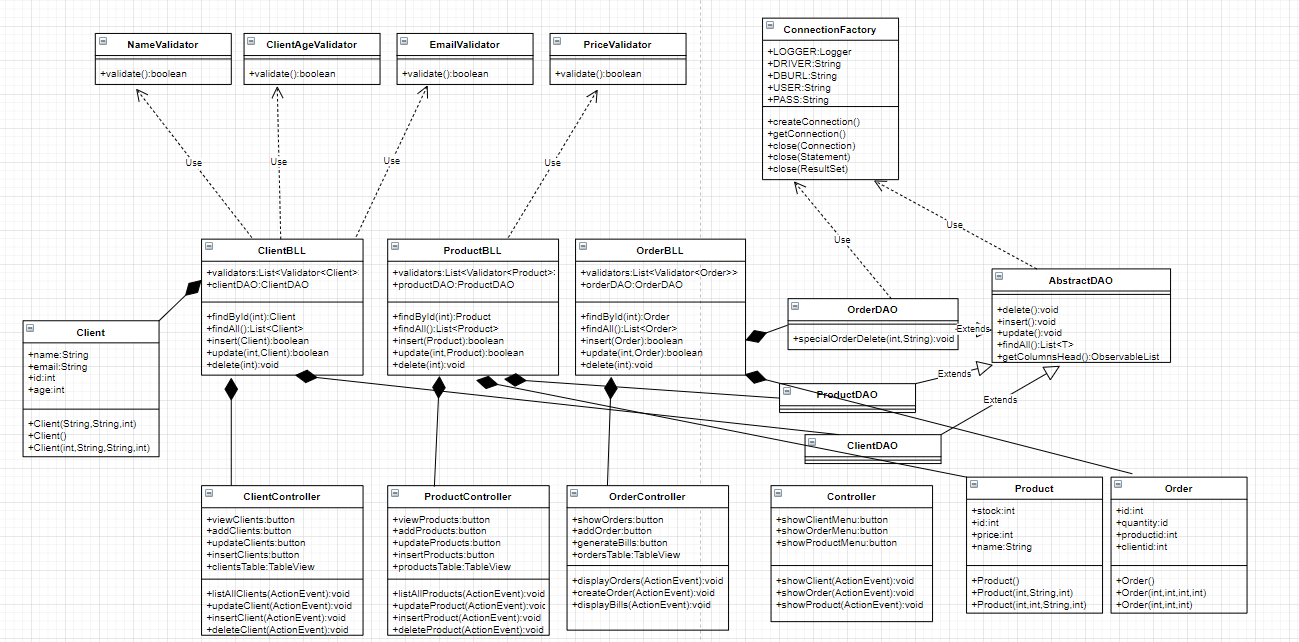 NameValidator
+validate():boolean
ClientAgeValidator
+validate():boolean
EmailValidator
+validate():boolean
PriceValidator
+validate():boolean
ConnectionFactory
+LOGGER:Logger
+DRIVER:String
+DBURL:String
+USER:String
+PASS:String
+createConnection()
+getConnection()
+close(Connection)
+close(Statement)
+close(ResultSet)
Use
Use
Use
Use
Use
Use
ClientBLL
+validators:List<Validator<Client>
+clientDAO:ClientDAO
+findById(int):Client
+findAll():List<Client>
+insert(Client):boolean
+update(int,Client):boolean
+delete(int):void
ProductBLL
+validators:List<Validator<Product>>
+productDAO:ProductDAO
+findById(int):Product
+findAll():List<Product>
+insert(Product):boolean
+update(int,Product):boolean
+delete(int):void
OrderBLL
+validators:List<Validator<Order>>
+orderDAO:OrderDAO
+findById(int):Order
+findAll():List<Order>
+insert(Order):boolean
+update(int,Order):boolean
+delete(int):void
OrderDAO
+specialOrderDelete(int,String):void
AbstractDAO
+delete():void
+insert():void
+update():void
+findAll():List<T>
+getColumnsHead():ObservableList
Extends
Extends
Extends
ProductDAO
ClientDAO
Client
+name:String
+email:String
+id:int
+age:int
+Client(String,String,int)
+Client()
+Client(int,String,String,int)
ClientController
+viewClients:button
+addClients:button
+updateClients:button
+insertClients:button
+clientsTable:TableView
+listAllClients(ActionEvent):void
+updateClient(ActionEvent):void
+insertClient(ActionEvent):void
+deleteClient(ActionEvent):void
ProductController
+viewProducts:button
+addProducts:button
+updateProducts:button
+insertProducts:button
+productsTable:TableView
+listAllProducts(ActionEvent):void
+updateProduct(ActionEvent):void
+insertProduct(ActionEvent):void
+deleteProduct(ActionEvent):void
OrderController
+showOrders:button
+addOrder:button
+generateBills:button
+ordersTable:TableView
+displayOrders(ActionEvent):void
+createOrder(ActionEvent):void
+displayBills(ActionEvent):void
Controller
+showClientMenu:button
+showOrderMenu:button
+showProductMenu:button
+showClient(ActionEvent):void
+showOrder(ActionEvent):void
+showProduct(ActionEvent):void
Product
+stock:int
+id:int
+price:int
+name:String
+Product()
+Product(int,String,int)
+Product(int,int,String,int)
Order
+id:int
+quantity:id
+productid:int
+clientid:int
+Order()
+Order(int,int,int,int)
+Order(int,int,int)